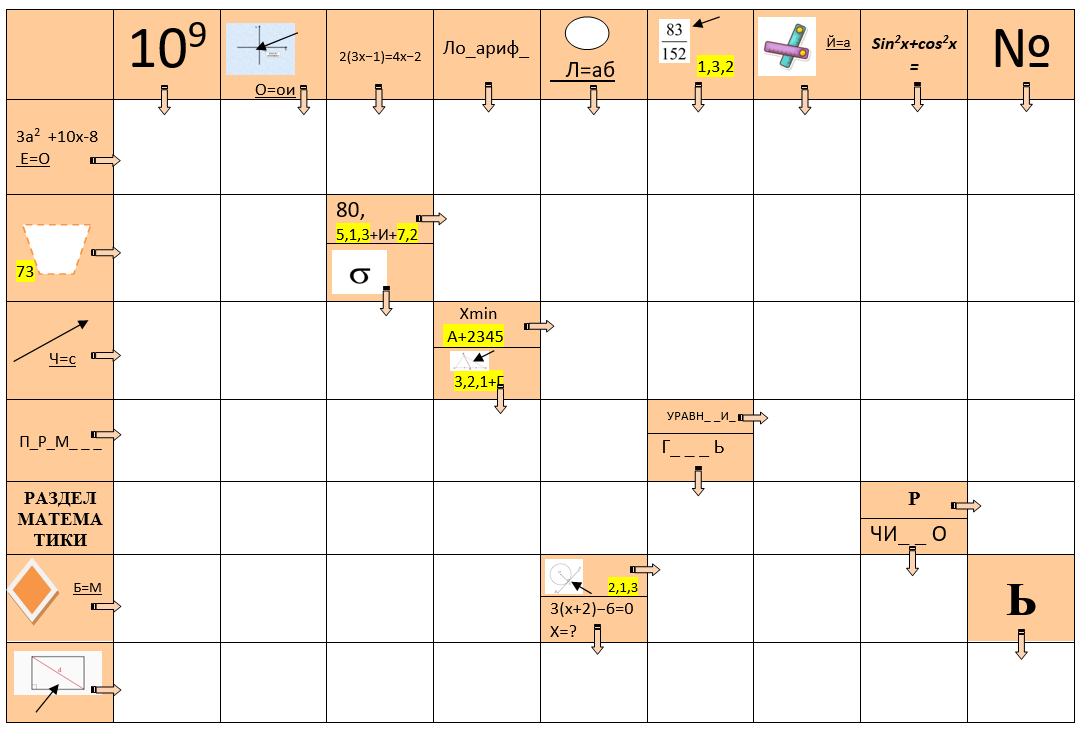 10⁹
О=ои
2(3x−1)=4x−2
Ло_ариф_
Л=аб
83
152
1,3,2
Й=а
Sin²x+cos²x
=
№
3а² +10х-8
Е=О
73
80,
5,1,3+И+7,2
σ
Ч=с
Xmin
А+2345
3,2,1+Г
П_Р_М_ _ _
УРАВН_ _И_
Г_ _ _ Ь
РАЗДЕЛ
МАТЕМА
ТИКИ
Р
ЧИ_ _ О
Б=М
2,1,3
3(x+2)−6=0
X=?
Ь
d